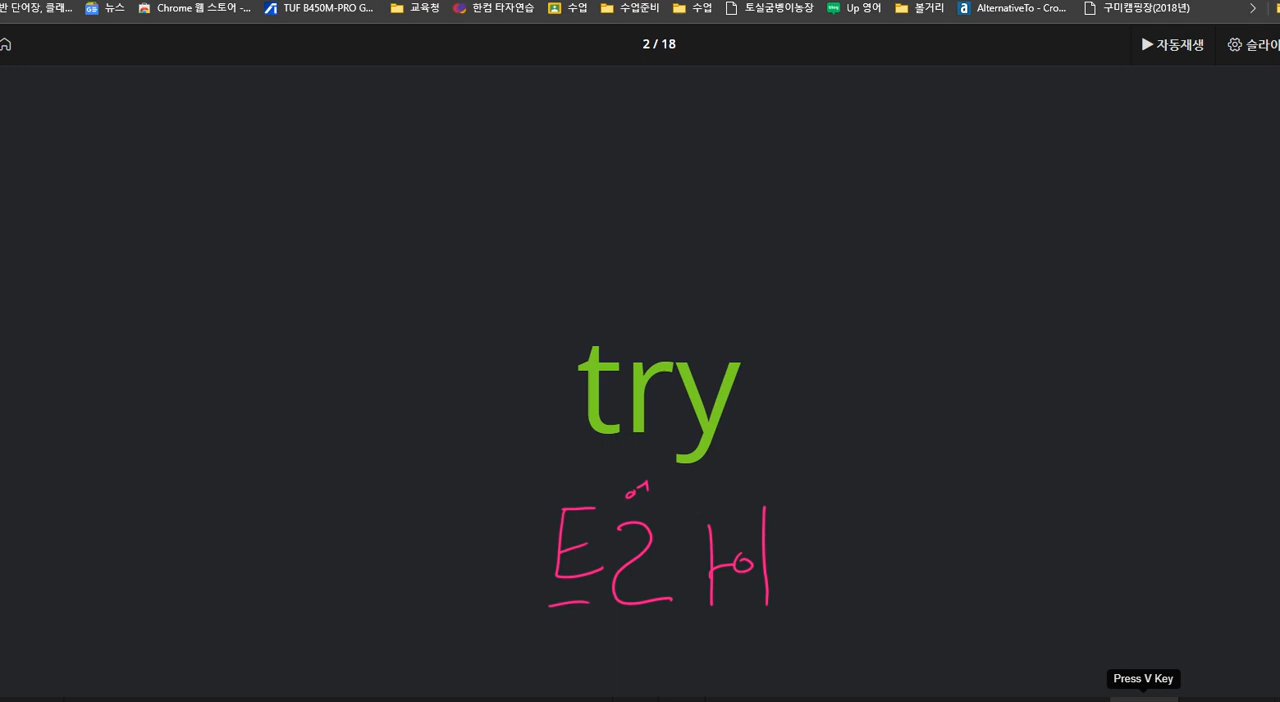 반 단어장, 클래... 뉴스 Chrome 웹 스토어 -... TUF B450M-PRO G... 교육청 한컴 타자연습 수업 수업준비 수업 토실굼벵이농장 Up 영어 볼거리 AlternativeTo - Cro... 구미캠핑장(2018년)
2 / 18 자동재생 슬라이
try
어
트 ㄹ ㅏ이
Press V Key